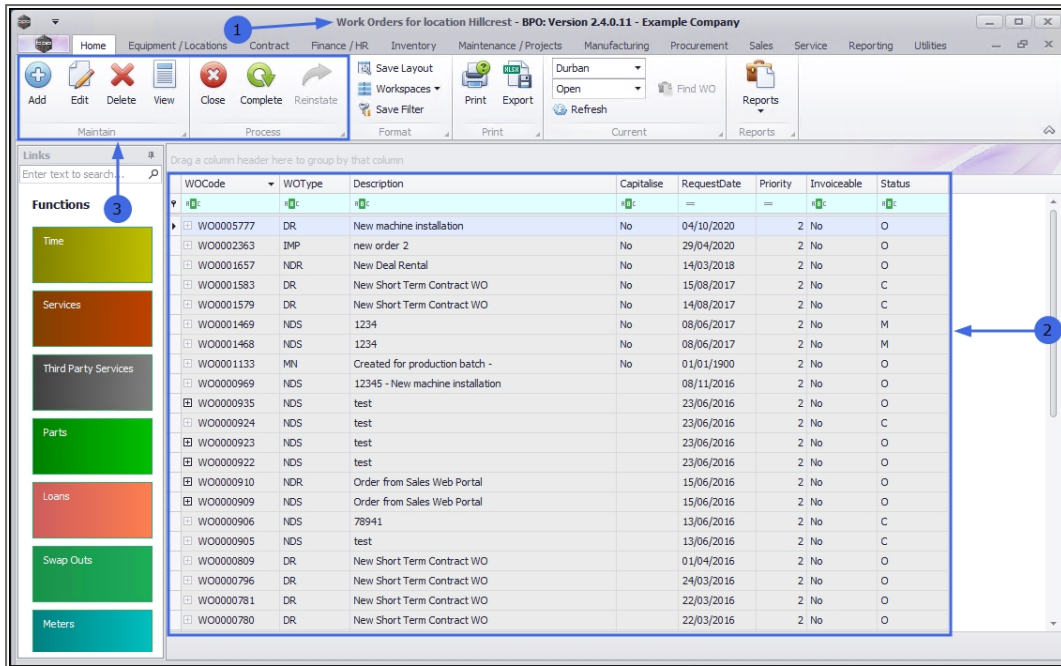 Work Orders for location Hillcrest - BPO: Version 2.4.0.11 - Example Company
1
Home Equipment / Locations Contract Finance / HR Inventory Maintenance / Projects Manufacturing Procurement Sales Service Reporting Utilities
Add Edit Delete View Close Complete Reinstate
Save Layout
Workspaces
Save Filter
Print Export
XLSX
Durban
Open
Refresh
Find WO
Reports
Maintain Process Format Print Current Reports
Links
Enter text to search...
3
Functions
Time
Services
Third Party Services
Parts
Loans
Swap Outs
Meters
Drag a column header here to group by that column
WOCode WOType Description Capitalise RequestDate Priority Invoiceable Status
WO0005777 DR New machine installation No 04/10/2020 2 No O
WO0002363 IMP new order 2 No 29/04/2020 2 No O
WO0001657 NDR New Deal Rental No 14/03/2018 2 No O
WO0001583 DR New Short Term Contract WO No 15/08/2017 2 No C
WO0001579 DR New Short Term Contract WO No 14/08/2017 2 No C
WO0001469 NDS 1234 No 08/06/2017 2 No M
WO0001468 NDS 1234 No 08/06/2017 2 No M
2
WO0001133 MN Created for production batch - No 01/01/1900 2 No O
WO0000969 NDS 12345 - New machine installation 08/11/2016 2 No O
WO0000935 NDS test 23/06/2016 2 No O
WO0000924 NDS test 23/06/2016 2 No C
WO0000923 NDS test 23/06/2016 2 No O
WO0000922 NDS test 23/06/2016 2 No O
WO0000910 NDR Order from Sales Web Portal 15/06/2016 2 No O
WO0000909 NDS Order from Sales Web Portal 15/06/2016 2 No O
WO0000906 NDS 78941 13/06/2016 2 No C
WO0000905 NDS test 13/06/2016 2 No C
WO0000809 DR New Short Term Contract WO 01/04/2016 2 No O
WO0000796 DR New Short Term Contract WO 24/03/2016 2 No O
WO0000781 DR New Short Term Contract WO 22/03/2016 2 No O
WO0000780 DR New Short Term Contract WO 22/03/2016 2 No O